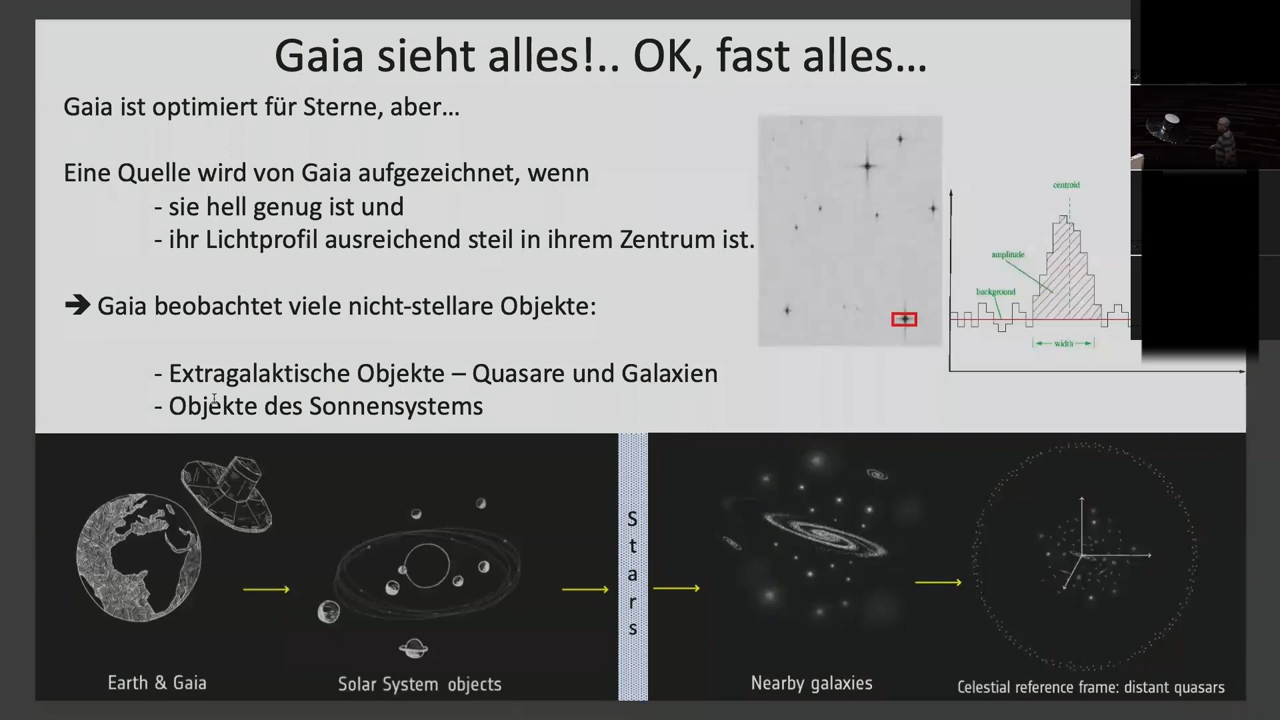 Gaia sieht alles!.. OK, fast alles...
Gaia ist optimiert für Sterne, aber...
Eine Quelle wird von Gaia aufgezeichnet, wenn
- sie hell genug ist und
- ihr Lichtprofil ausreichend steil in ihrem Zentrum ist.
➔ Gaia beobachtet viele nicht-stellare Objekte:
- Extragalaktische Objekte – Quasare und Galaxien
- Objekte des Sonnensystems
centroid
amplitude
background
width
Stars
Earth & Gaia
Solar System objects
Nearby galaxies
Celestial reference frame: distant quasars